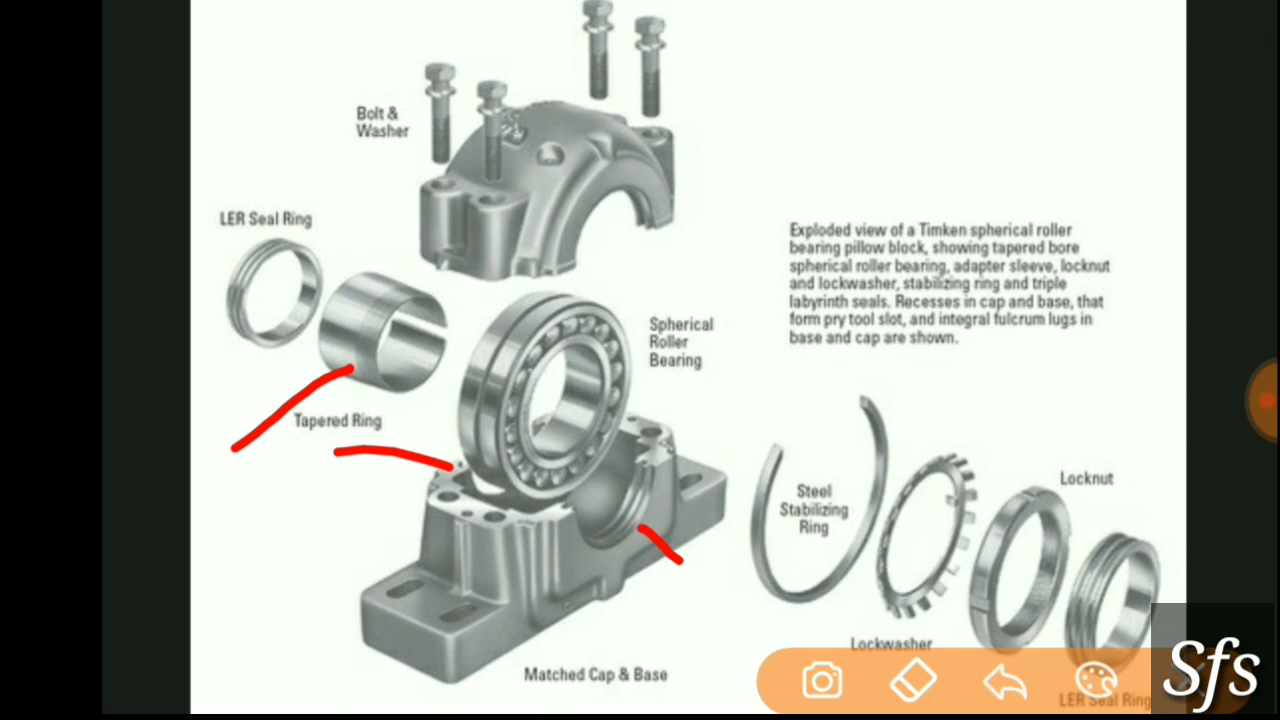 Bolt &
Washer
LER Seal Ring
Exploded view of a Timken spherical roller
bearing pillow block, showing tapered bore
spherical roller bearing, adapter sleeve, locknut
and lockwasher, stabilizing ring and triple
labyrinth seals. Recesses in cap and base, that
form pry tool slot, and integral fulcrum lugs in
base and cap are shown.
Spherical
Roller
Bearing
Tapered Ring
Steel
Stabilizing
Ring
Locknut
Lockwasher
Matched Cap & Base
LER Seal Ring
Sfs